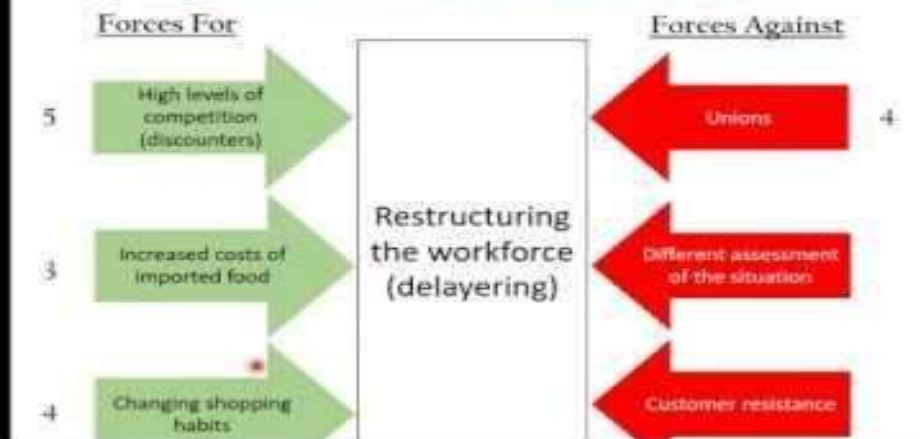 Forces For
Forces Against
5
High levels of
competition
(discounters)
Unions
4
Restructuring
the workforce
(delayering)
3
Increased costs of
imported food
Different assessment
of the situation
4
Changing shopping
habits
Customer resistance